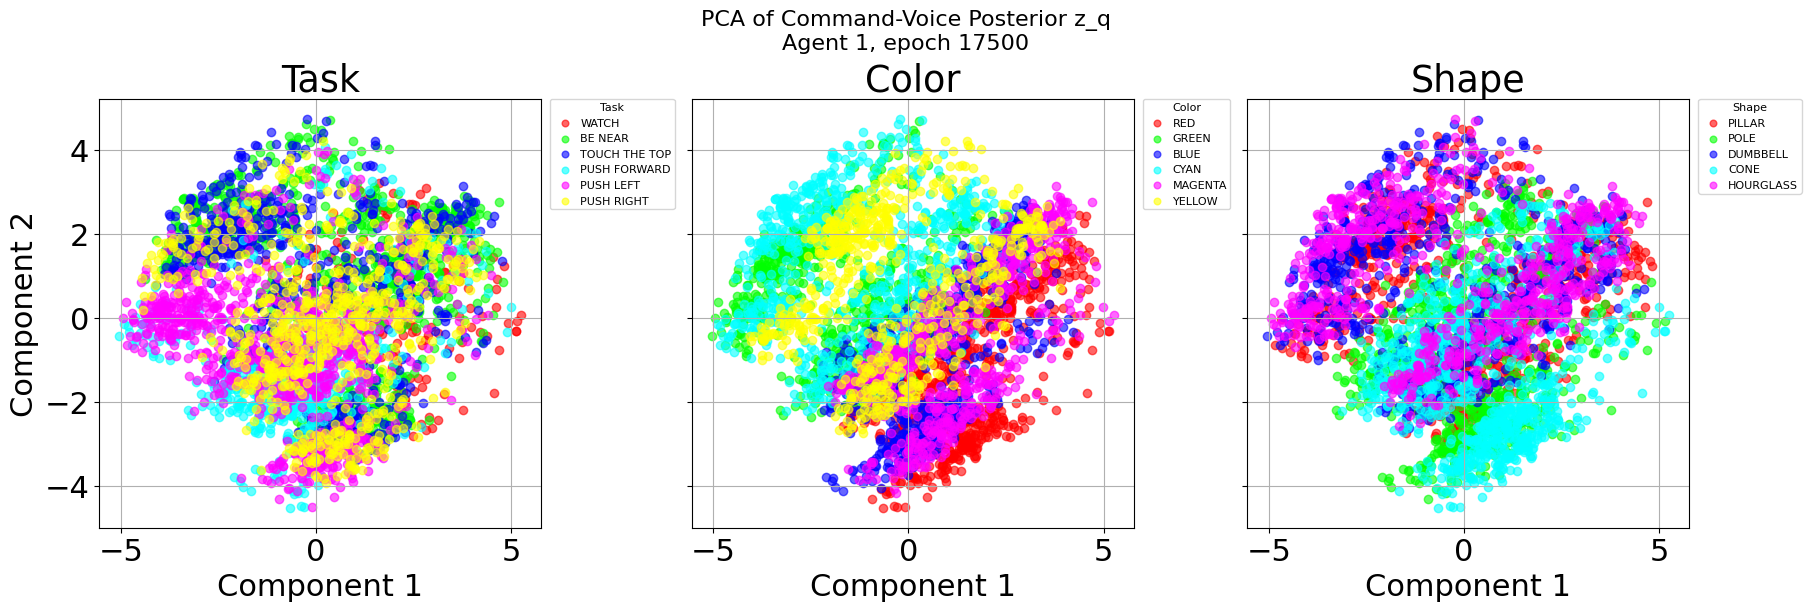 PCA of Command-Voice Posterior z_q
Agent 1, epoch 17500
Task
Color
Shape
Component 2
4
2
0
−2
−4
−5
0
5
Component 1
Task
WATCH
BE NEAR
TOUCH THE TOP
PUSH FORWARD
PUSH LEFT
PUSH RIGHT
−5
0
5
Component 1
Color
RED
GREEN
BLUE
CYAN
MAGENTA
YELLOW
−5
0
5
Component 1
Shape
PILLAR
POLE
DUMBBELL
CONE
HOURGLASS